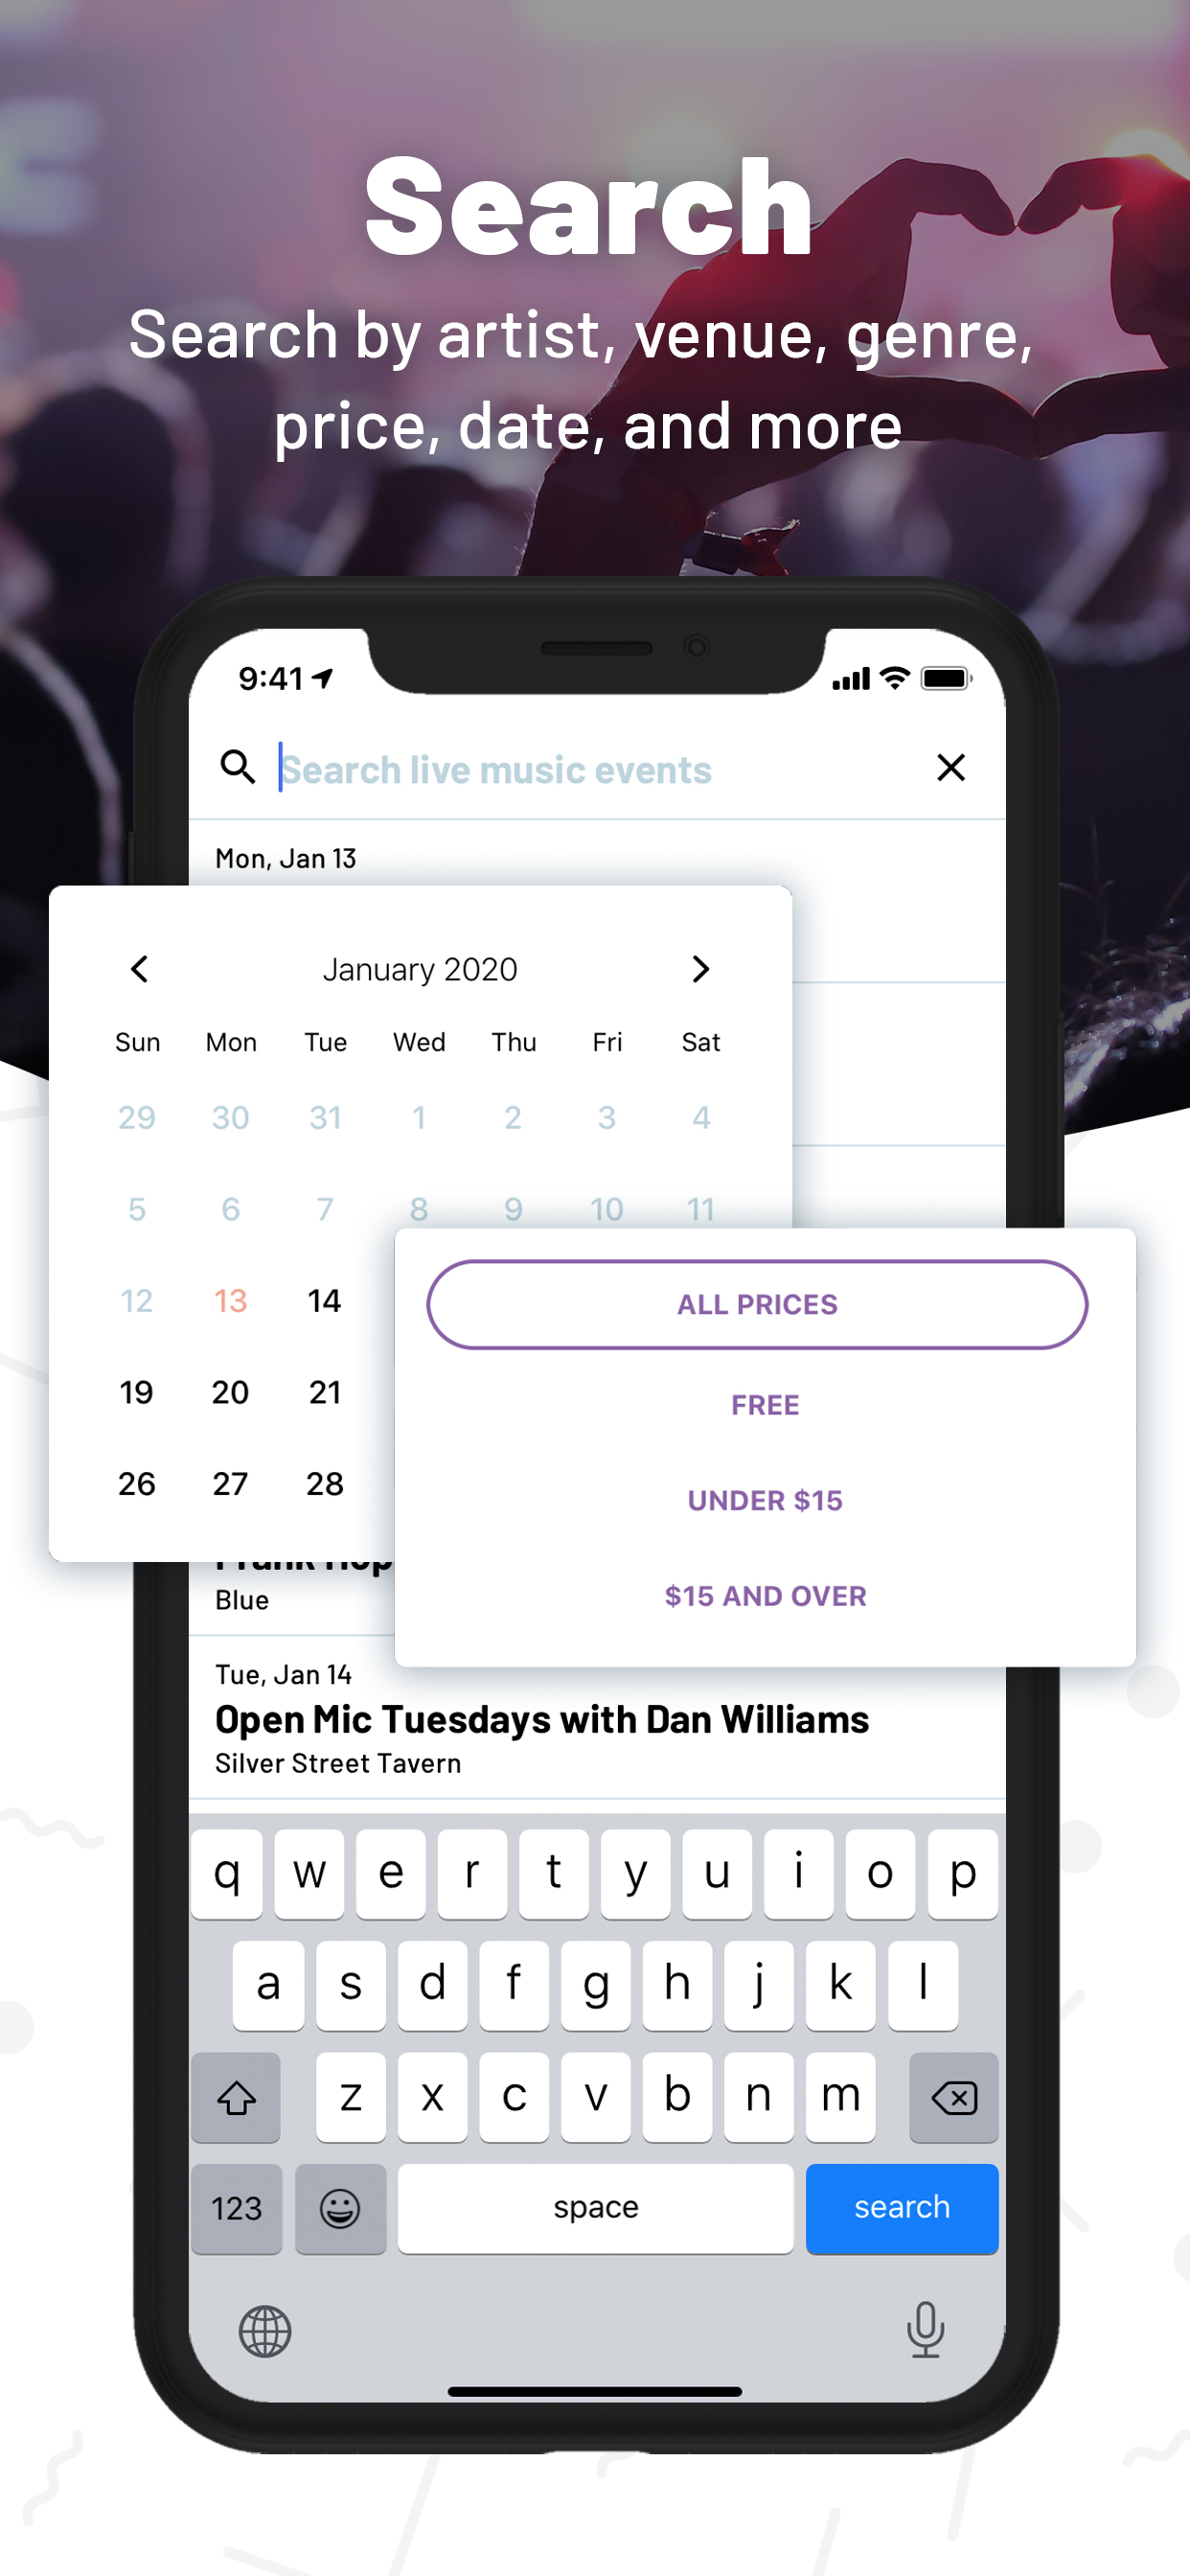 Search
Search by artist, venue, genre,
price, date, and more
9:41
Search live music events
Mon, Jan 13
January 2020
Sun Mon Tue Wed Thu Fri Sat
29 30 31 1 2 3 4
5 6 7 8 9 10 11
12 13 14
19 20 21
26 27 28
ALL PRICES
FREE
UNDER $15
$15 AND OVER
Blue
Tue, Jan 14
Open Mic Tuesdays with Dan Williams
Silver Street Tavern
q w e r t y u i o p
a s d f g h j k l
z x c v b n m
123 space search